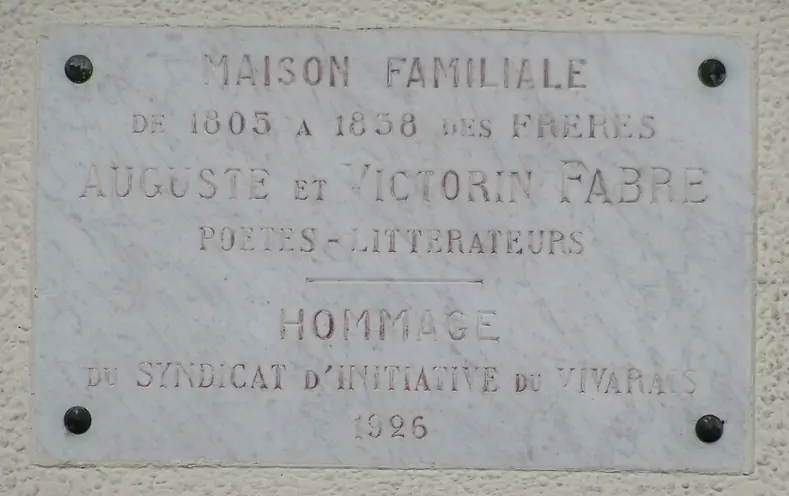 MAISON FAMILIALE
DE 1805 A 1838 DES FRERES
AUGUSTE ET VICTORIN FABRE
POETES - LITTERATEURS
HOMMAGE
DU SYNDICAT D'INITIATIVE DU VIVARAIS
1926